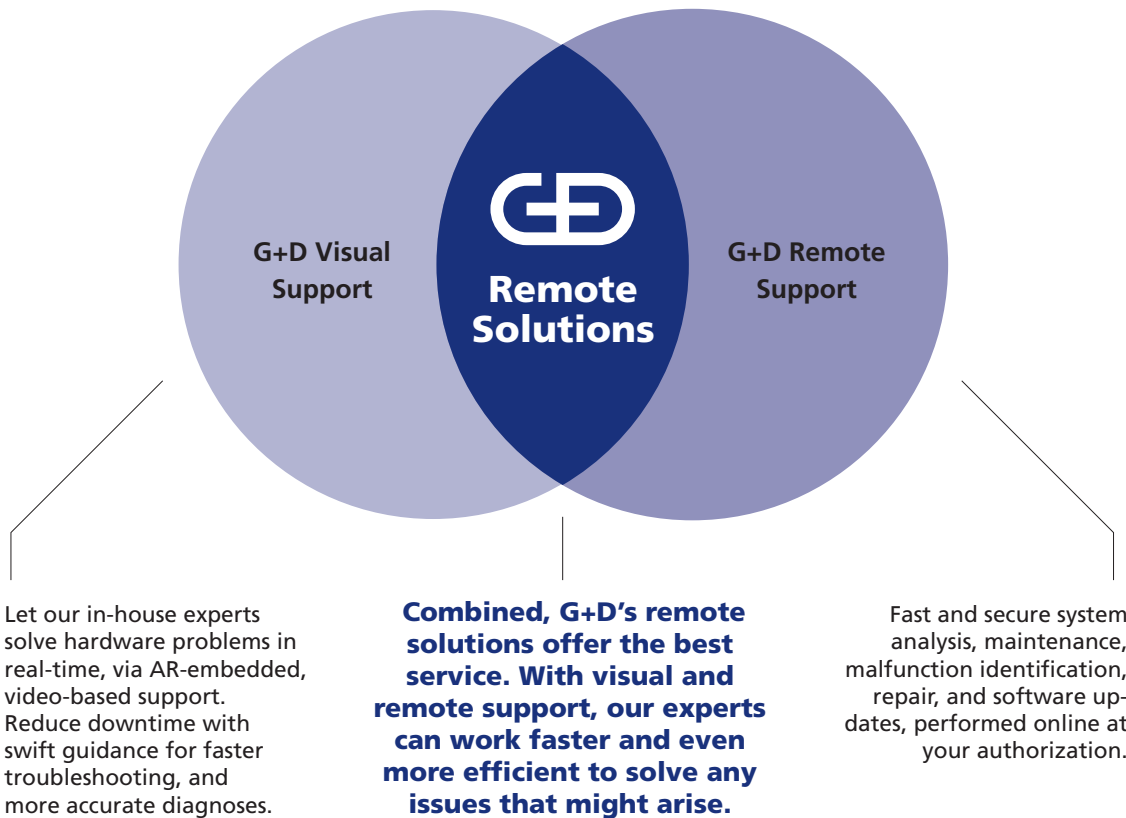 G+D Visual
Support
G+D
Remote
Solutions
G+D Remote
Support
Let our in-house experts
solve hardware problems in
real-time, via AR-embedded,
video-based support.
Reduce downtime with
swift guidance for faster
troubleshooting, and
more accurate diagnoses.
Combined, G+D’s remote
solutions offer the best
service. With visual and
remote support, our experts
can work faster and even
more efficient to solve any
issues that might arise.
Fast and secure system
analysis, maintenance,
malfunction identification,
repair, and software up-
dates, performed online at
your authorization.